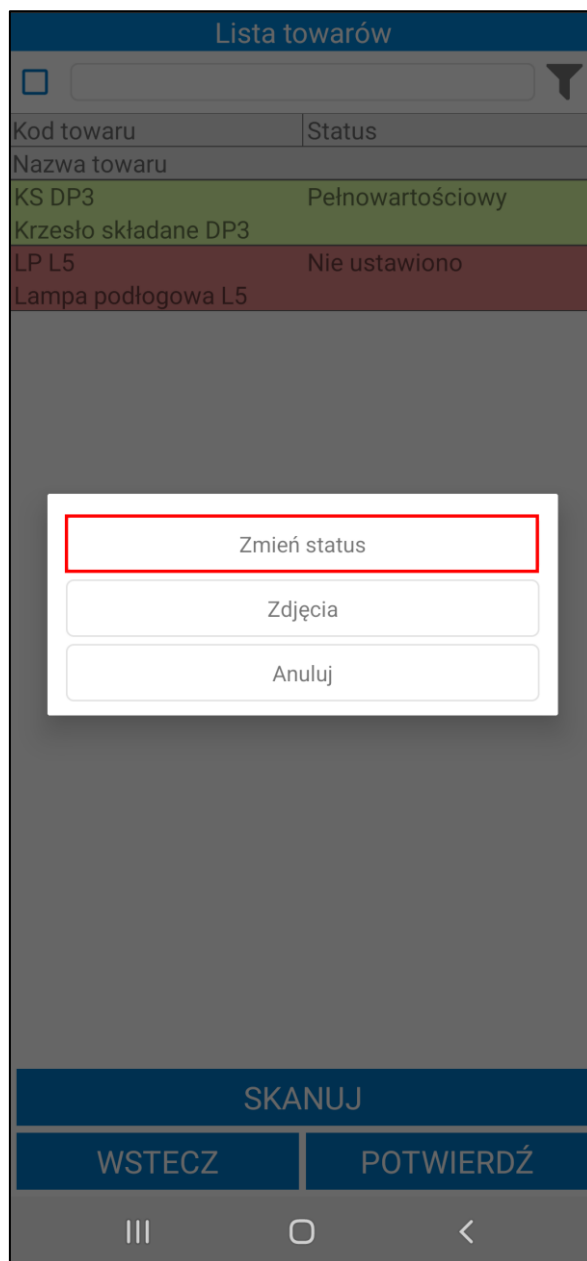 Lista towarów
Kod towaru Status
Nazwa towaru
KS DP3 Pełnowartościowy
Krzesło składane DP3
LP L5 Nie ustawiono
Lampa podłogowa L5
Zmień status
Zdjęcia
Anuluj
SKANUJ
WSTECZ POTWIERDŹ